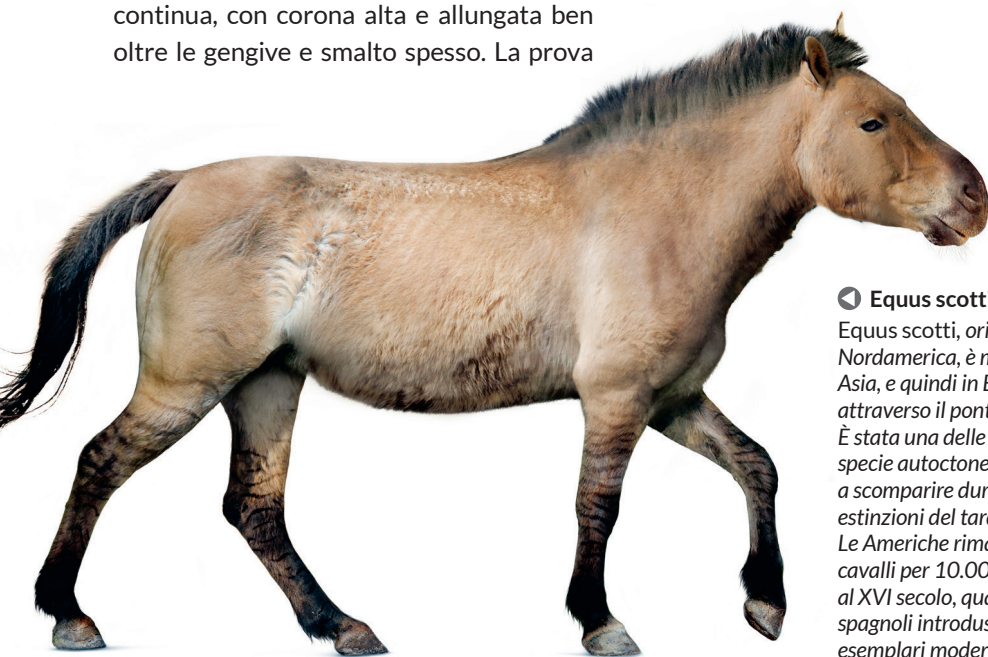 continua, con corona alta e allungata ben
oltre le gengive e smalto spesso. La prova
Equus scotti
Equus scotti,
Nordamerica, è
Asia, e quindi in
attraverso il
È stata una delle
specie autoctone
a scomparire
estinzioni del
Le Americhe
cavalli per
al XVI secolo,
spagnoli
esemplari